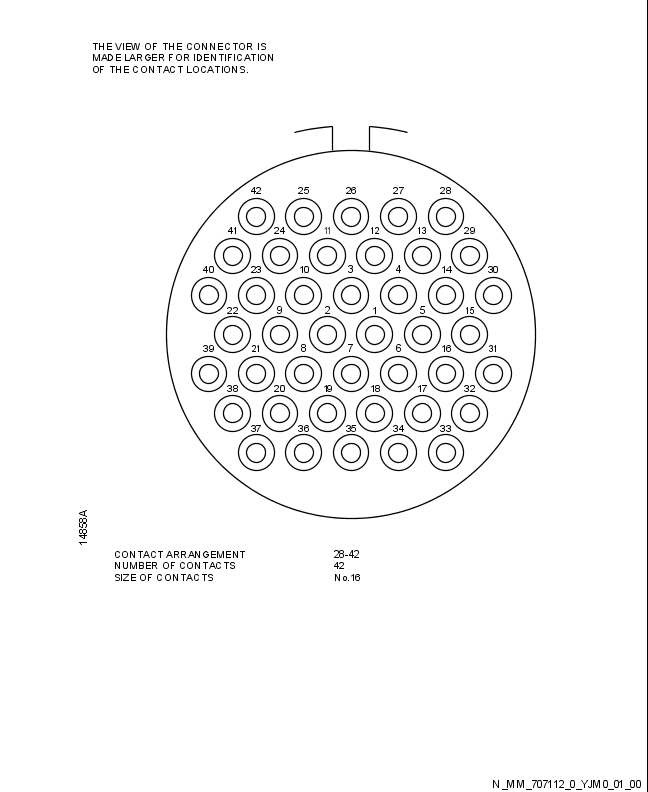 THE VIEW OF THE CONNECTOR IS
MADE LARGER FOR IDENTIFICATION
OF THE CONTACT LOCATIONS.
42 25 26 27 28
41 24 11 12 13 29
40 23 10 3 4 14 30
22 9 2 1 5 15
39 21 8 7 6 16 31
38 20 19 18 17 32
37 36 35 34 33
14858A
CONTACT ARRANGEMENT 28-42
NUMBER OF CONTACTS 42
SIZE OF CONTACTS No.16
N_MM_707112_0_YJM0_01_00